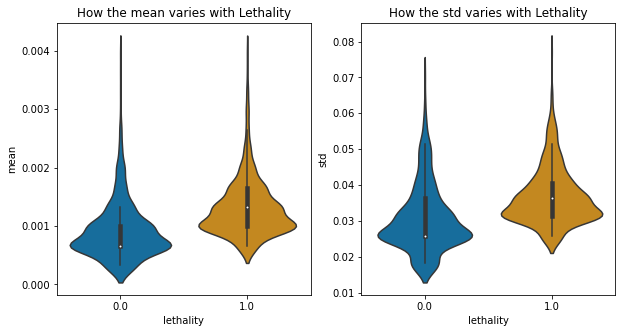 How the mean varies with Lethality
mean
0.004
0.003
0.002
0.001
0.000
0.0 1.0
lethality
How the std varies with Lethality
std
0.08
0.07
0.06
0.05
0.04
0.03
0.02
0.01
0.0 1.0
lethality